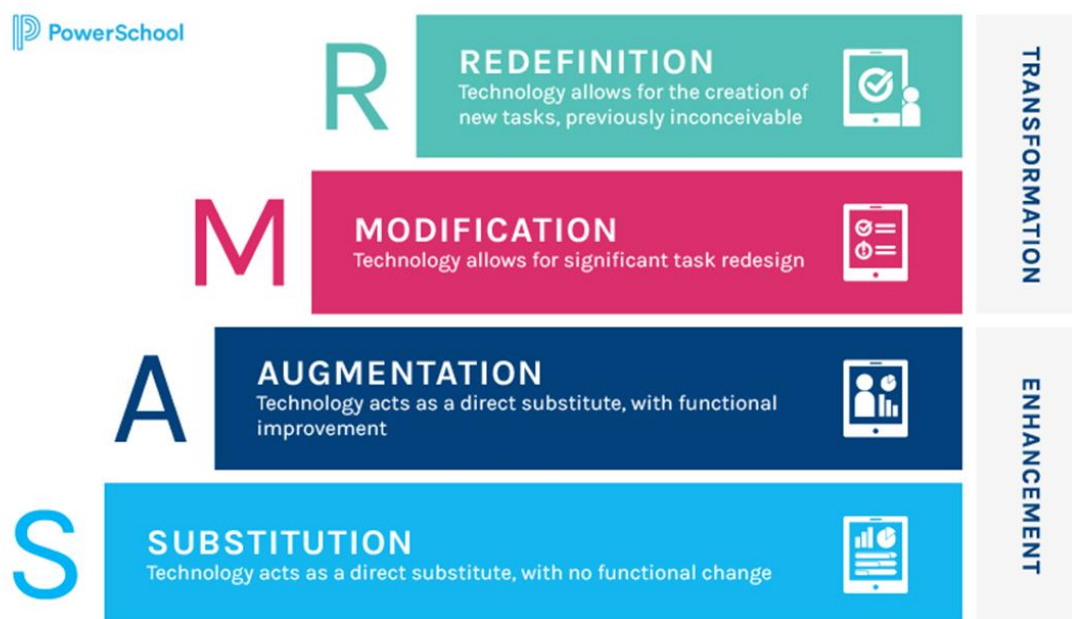 PowerSchool
R
REDEFINITION
Technology allows for the creation of
new tasks, previously inconceivable
M
MODIFICATION
Technology allows for significant task redesign
TRANSFORMATION
A
AUGMENTATION
Technology acts as a direct substitute, with functional
improvement
S
SUBSTITUTION
Technology acts as a direct substitute, with no functional change
ENHANCEMENT